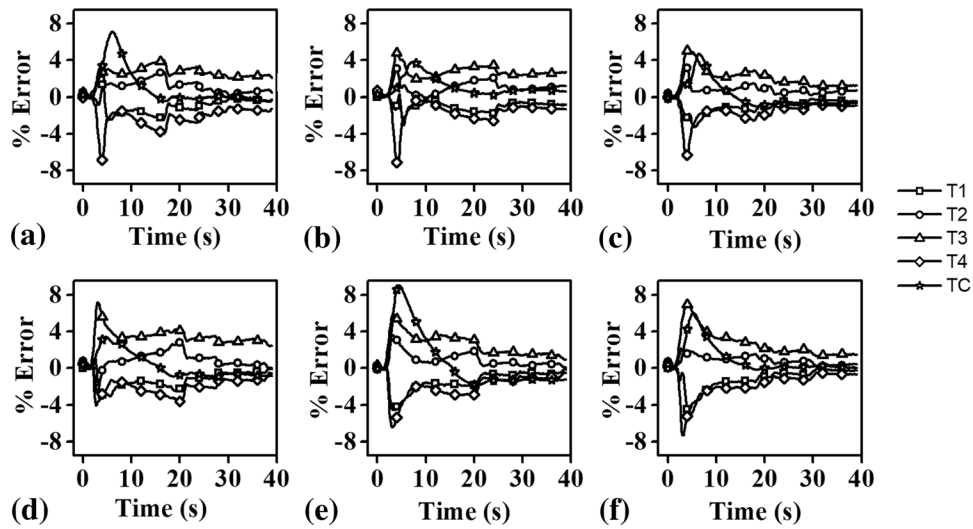 % Error
8
4
0
-4
-8
0 10 20 30 40
(a) Time (s)
% Error
8
4
0
-4
-8
0 10 20 30 40
(b) Time (s)
% Error
8
4
0
-4
-8
0 10 20 30 40
(c) Time (s)
T1
T2
T3
T4
TC
% Error
8
4
0
-4
-8
0 10 20 30 40
(d) Time (s)
% Error
8
4
0
-4
-8
0 10 20 30 40
(e) Time (s)
% Error
8
4
0
-4
-8
0 10 20 30 40
(f) Time (s)